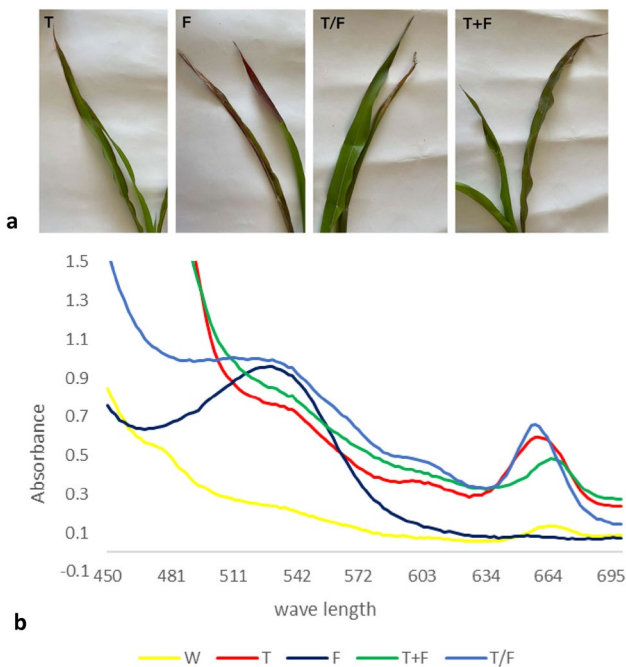 T F T/F T+F
a
1.5
1.3
1.1
0.9
0.7
0.5
0.3
0.1
-0.1
Absorbance
450 481 511 542 572 603 634 664 695
wave length
b
W T F T+F T/F